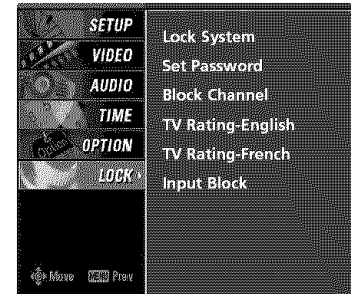 SETUP
VIDEO
AUDIO
TIME
OPTION
LOCK
Lock System
Set Password
Block Channel
TV Rating-English
TV Rating-French
Input Block
Move MENU Prev